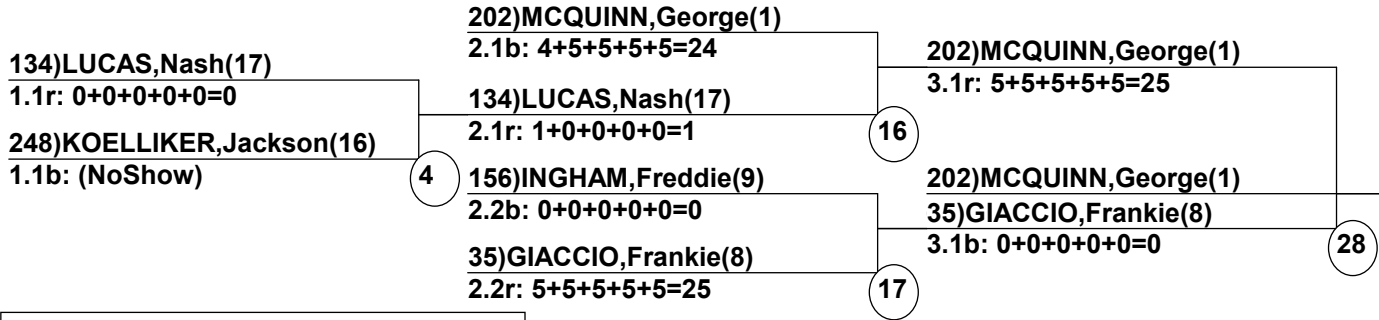 134)LUCAS,Nash(17)
1.1r: 0+0+0+0+0=0
248)KOELLIKER,Jackson(16)
1.1b: (NoShow)
4
202)MCQUINN,George(1)
2.1b: 4+5+5+5+5=24
134)LUCAS,Nash(17)
2.1r: 1+0+0+0+0=1
16
156)INGHAM,Freddie(9)
2.2b: 0+0+0+0+0=0
35)GIACCIO,Frankie(8)
2.2r: 5+5+5+5+5=25
17
202)MCQUINN,George(1)
3.1r: 5+5+5+5+5=25
202)MCQUINN,George(1)
35)GIACCIO,Frankie(8)
3.1b: 0+0+0+0+0=0
28